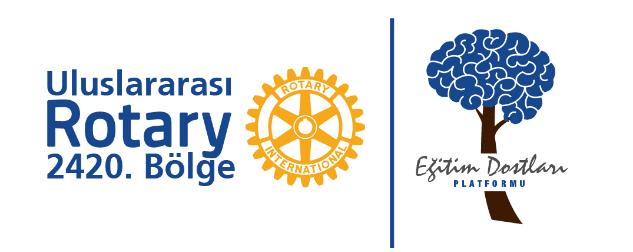 Uluslararası
Rotary
2420. Bölge
ROTARY
INTERNATIONAL
Eğitim Dostları
PLATFORMU